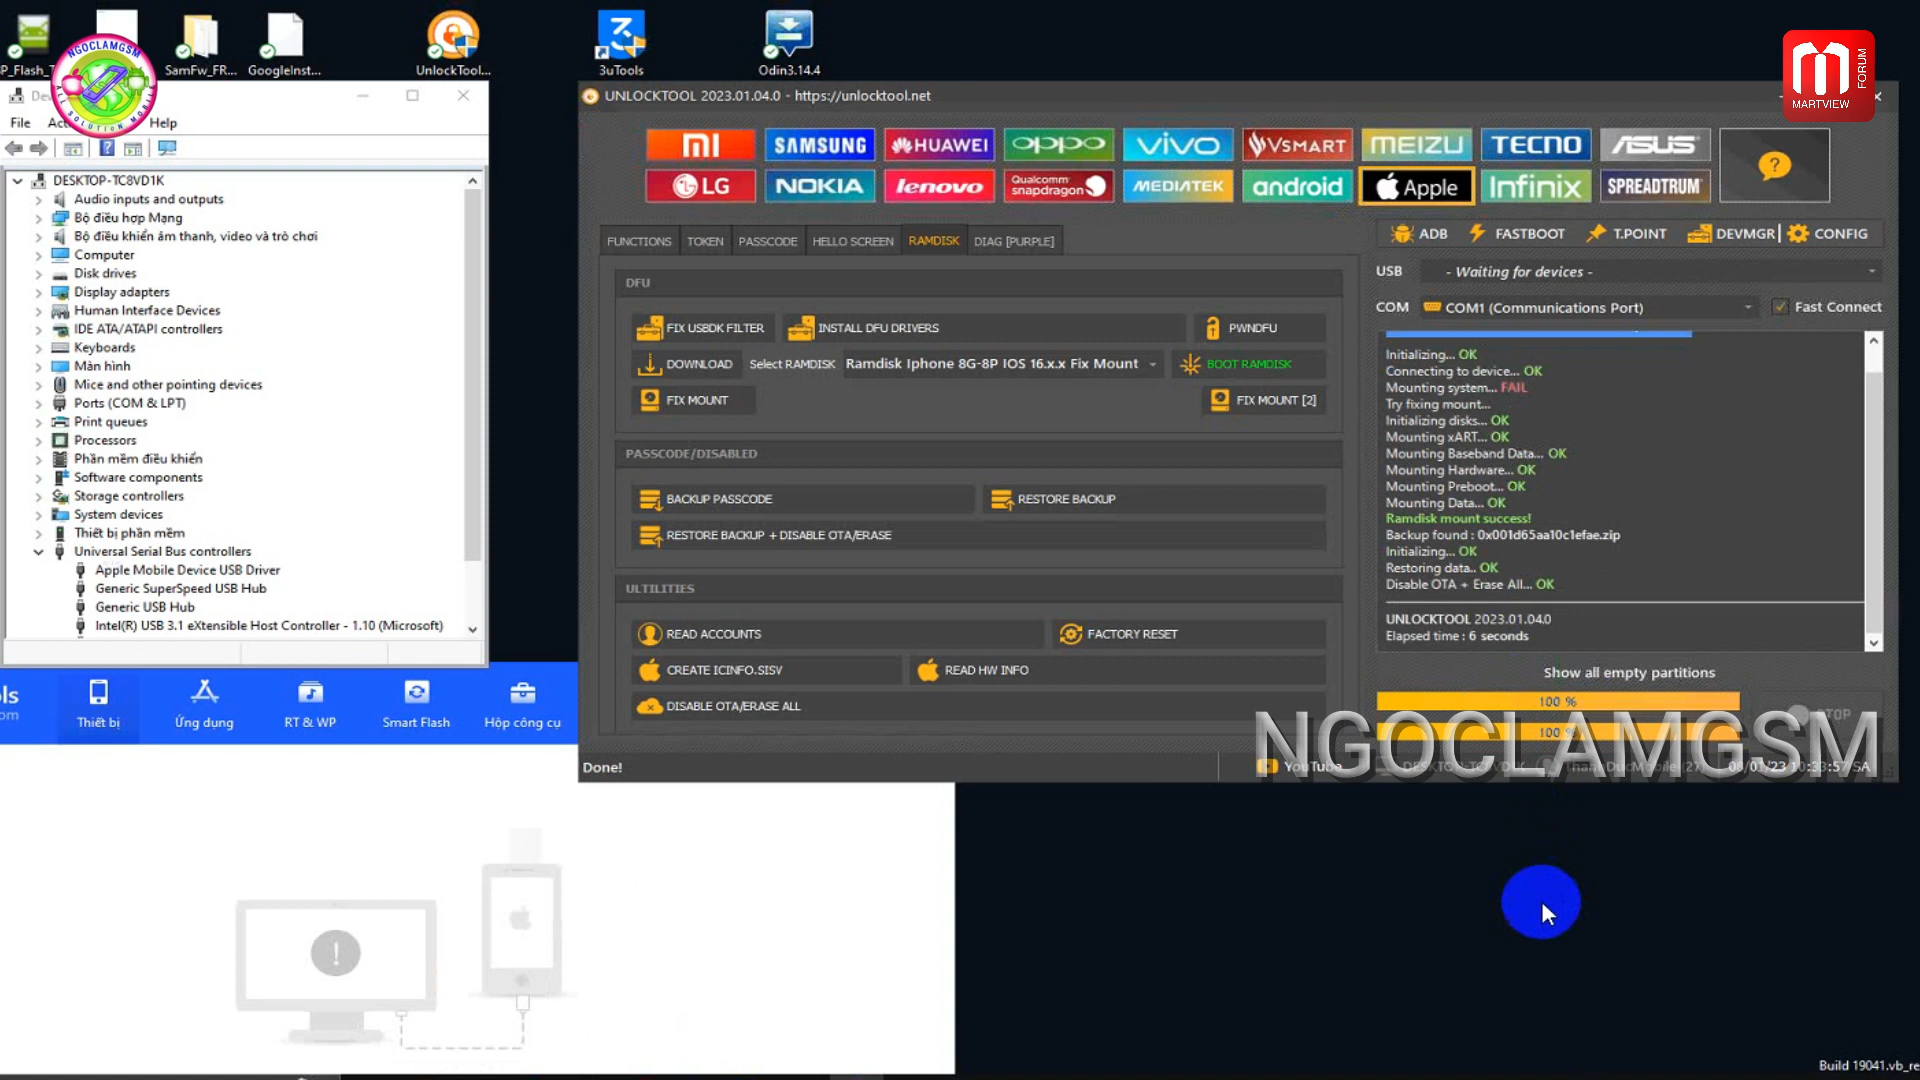 SamFw_FR...
GoogleInst...
UnlockTool...
3uTools
Odin3.14.4
NGOCLAMGSM
ALL SOLUTION MOBILE
MARTVIEW
FORUM
File
Help
DESKTOP-TC8VD1K
Audio inputs and outputs
Bộ điều hợp Mạng
Bộ điều khiển âm thanh, video và trò chơi
Computer
Disk drives
Display adapters
Human Interface Devices
IDE ATA/ATAPI controllers
Keyboards
Màn hình
Mice and other pointing devices
Ports (COM & LPT)
Print queues
Processors
Phần mềm điều khiển
Software components
Storage controllers
System devices
Thiết bị phần mềm
Universal Serial Bus controllers
Apple Mobile Device USB Driver
Generic SuperSpeed USB Hub
Generic USB Hub
Intel(R) USB 3.1 eXtensible Host Controller - 1.10 (Microsoft)
Thiết bị
Ứng dụng
RT & WP
Smart Flash
Hộp công cụ
UNLOCKTOOL 2023.01.04.0 - https://unlocktool.net
MI SAMSUNG HUAWEI oppo vivo VSMART MEIZU TECNO ASUS
LG NOKIA lenovo Qualcomm snapdragon MEDIATEK android Apple Infinix SPREADTRUM
FUNCTIONS TOKEN PASSCODE HELLO SCREEN RAMDISK DIAG [PURPLE]
DFU
FIX USBDK FILTER INSTALL DFU DRIVERS PWNDFU
DOWNLOAD Select RAMDISK Ramdisk Iphone 8G-8P IOS 16.x.x Fix Mount BOOT RAMDISK
FIX MOUNT FIX MOUNT [2]
PASSCODE/DISABLED
BACKUP PASSCODE RESTORE BACKUP
RESTORE BACKUP + DISABLE OTA/ERASE
ULTILITIES
READ ACCOUNTS FACTORY RESET
CREATE ICINFO.SISV READ HW INFO
DISABLE OTA/ERASE ALL
Done!
ADB FASTBOOT T.POINT DEVMGR CONFIG
USB - Waiting for devices -
COM COM1 (Communications Port) Fast Connect
Initializing... OK
Connecting to device... OK
Mounting system... FAIL
Try fixing mount...
Initializing disks... OK
Mounting xART... OK
Mounting Baseband Data... OK
Mounting Hardware... OK
Mounting Preboot... OK
Mounting Data... OK
Ramdisk mount success!
Backup found : 0x001d65aa10c1efae.zip
Initializing... OK
Restoring data.. OK
Disable OTA + Erase All... OK
UNLOCKTOOL 2023.01.04.0
Elapsed time : 6 seconds
Show all empty partitions
100 %
100 %
STOP
NGOCLAMGSM
YouTube
Build 19041.vb_re